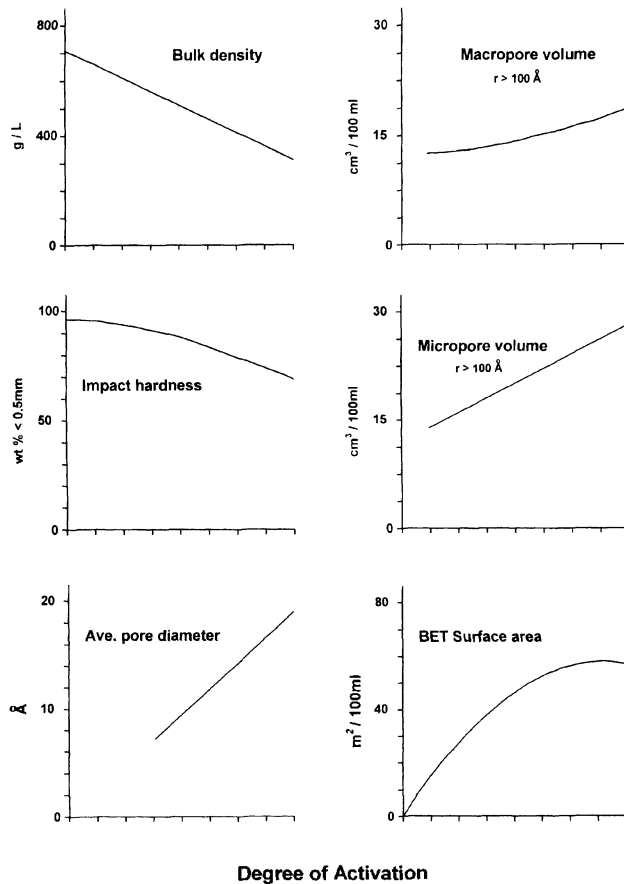 800
400
0
g / L
Bulk density
30
15
0
cm³ / 100 ml
Macropore volume
r > 100 Å
100
50
0
wt % < 0.5mm
Impact hardness
30
15
0
cm³ / 100ml
Micropore volume
r > 100 Å
20
10
0
Å
Ave. pore diameter
80
40
0
m² / 100ml
BET Surface area
Degree of Activation